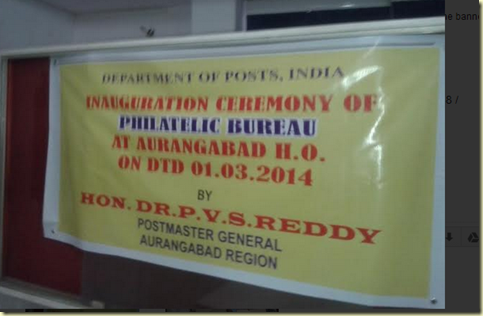 DEPARTMENT OF POSTS, INDIA
INAUGURATION CEREMONY OF
PHILATELIC BUREAU
AT AURANGABAD H.O.
ON DTD 01.03.2014
BY
HON. DR.P.V.S.REDDY
POSTMASTER GENERAL
AURANGABAD REGION